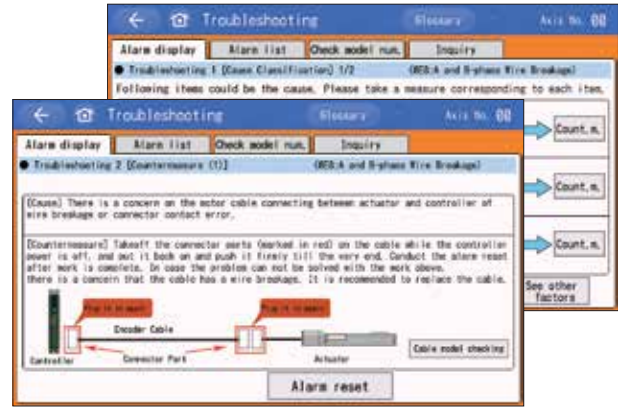 Troubleshooting
Glossary
Axis No. 00
Alarm display
Alarm list
Check model num.
Inquiry
● Troubleshooting 1 [Cause Classifiation] 1/2
(0E8:A and B-phase Wire Breakage)
Following items could be the cause. Please take a measure corresponding to each item.
Count.m.
Count.m.
Count.m.
See other
factors
Troubleshooting
Glossary
Axis No. 00
Alarm display
Alarm list
Check model num.
Inquiry
● Troubleshooting 2 [Countermeasure (1)]
(0E8:A and B-phase Wire Breakage)
[Cause] There is a concern on the motor cable connecting between actuator and controller of
wire breakage or connector contact
error.
[Countermeasure] Takeoff the connector parts (marked in red) on the cable while the controller
power is off, and put it back on and push it firmly till the very end. Conduct the alarm reset
after work is complete. In case the problem can not be solved with the work above,
there is a concern that the cable has a wire breakage. It is recommended to replace the cable.
Plug it in again
Plug it in again
Encoder Cable
Controller
Connector Part
Actuator
Cable model checking
Alarm reset